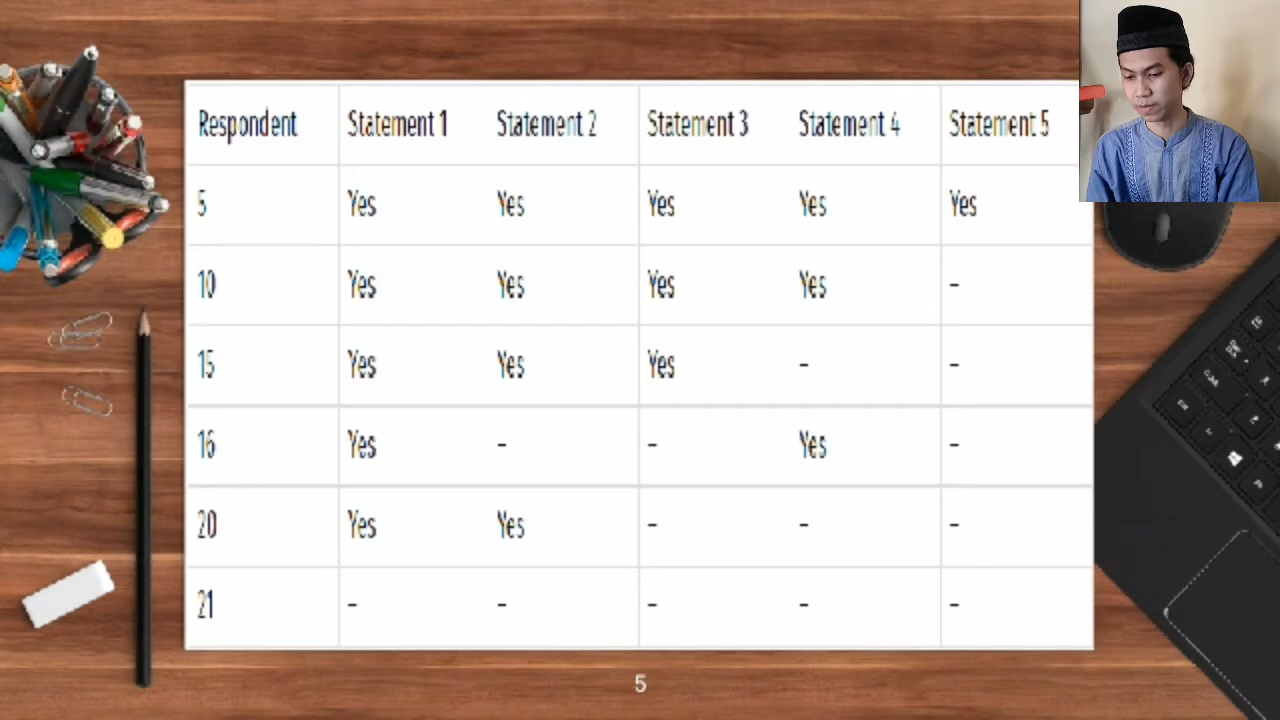 Respondent Statement 1 Statement 2 Statement 3 Statement 4 Statement 5
5 Yes Yes Yes Yes Yes
10 Yes Yes Yes Yes -
15 Yes Yes Yes - -
16 Yes - - Yes -
20 Yes Yes - - -
21 - - - - -
5